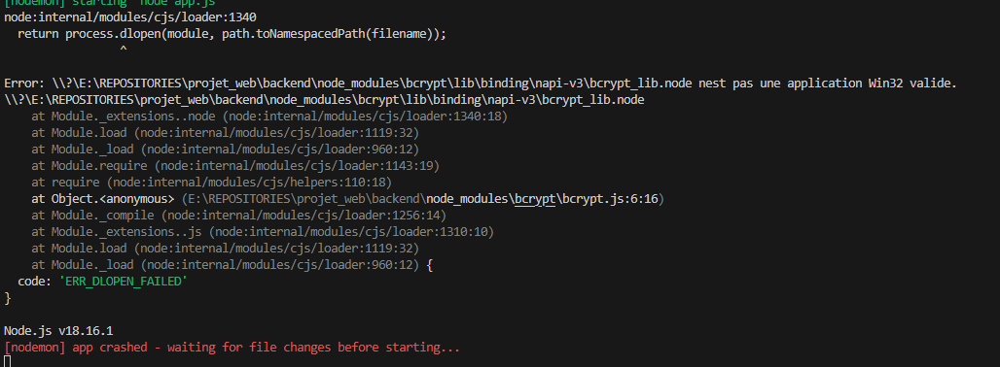 [nodemon] starting `node app.js`
node:internal/modules/cjs/loader:1340
  return process.dlopen(module, path.toNamespacedPath(filename));
                 ^
Error: \\?\E:\REPOSITORIES\projet_web\backend\node_modules\bcrypt\lib\binding\napi-v3\bcrypt_lib.node nest pas une application Win32 valide.
\\?\E:\REPOSITORIES\projet_web\backend\node_modules\bcrypt\lib\binding\napi-v3\bcrypt_lib.node
    at Module._extensions..node (node:internal/modules/cjs/loader:1340:18)
    at Module.load (node:internal/modules/cjs/loader:1119:32)
    at Module._load (node:internal/modules/cjs/loader:960:12)
    at Module.require (node:internal/modules/cjs/loader:1143:19)
    at require (node:internal/modules/cjs/helpers:110:18)
    at Object.<anonymous> (E:\REPOSITORIES\projet_web\backend\node_modules\bcrypt\bcrypt.js:6:16)
    at Module._compile (node:internal/modules/cjs/loader:1256:14)
    at Module._extensions..js (node:internal/modules/cjs/loader:1310:10)
    at Module.load (node:internal/modules/cjs/loader:1119:32)
    at Module._load (node:internal/modules/cjs/loader:960:12) {
  code: 'ERR_DLOPEN_FAILED'
}
Node.js v18.16.1
[nodemon] app crashed - waiting for file changes before starting...